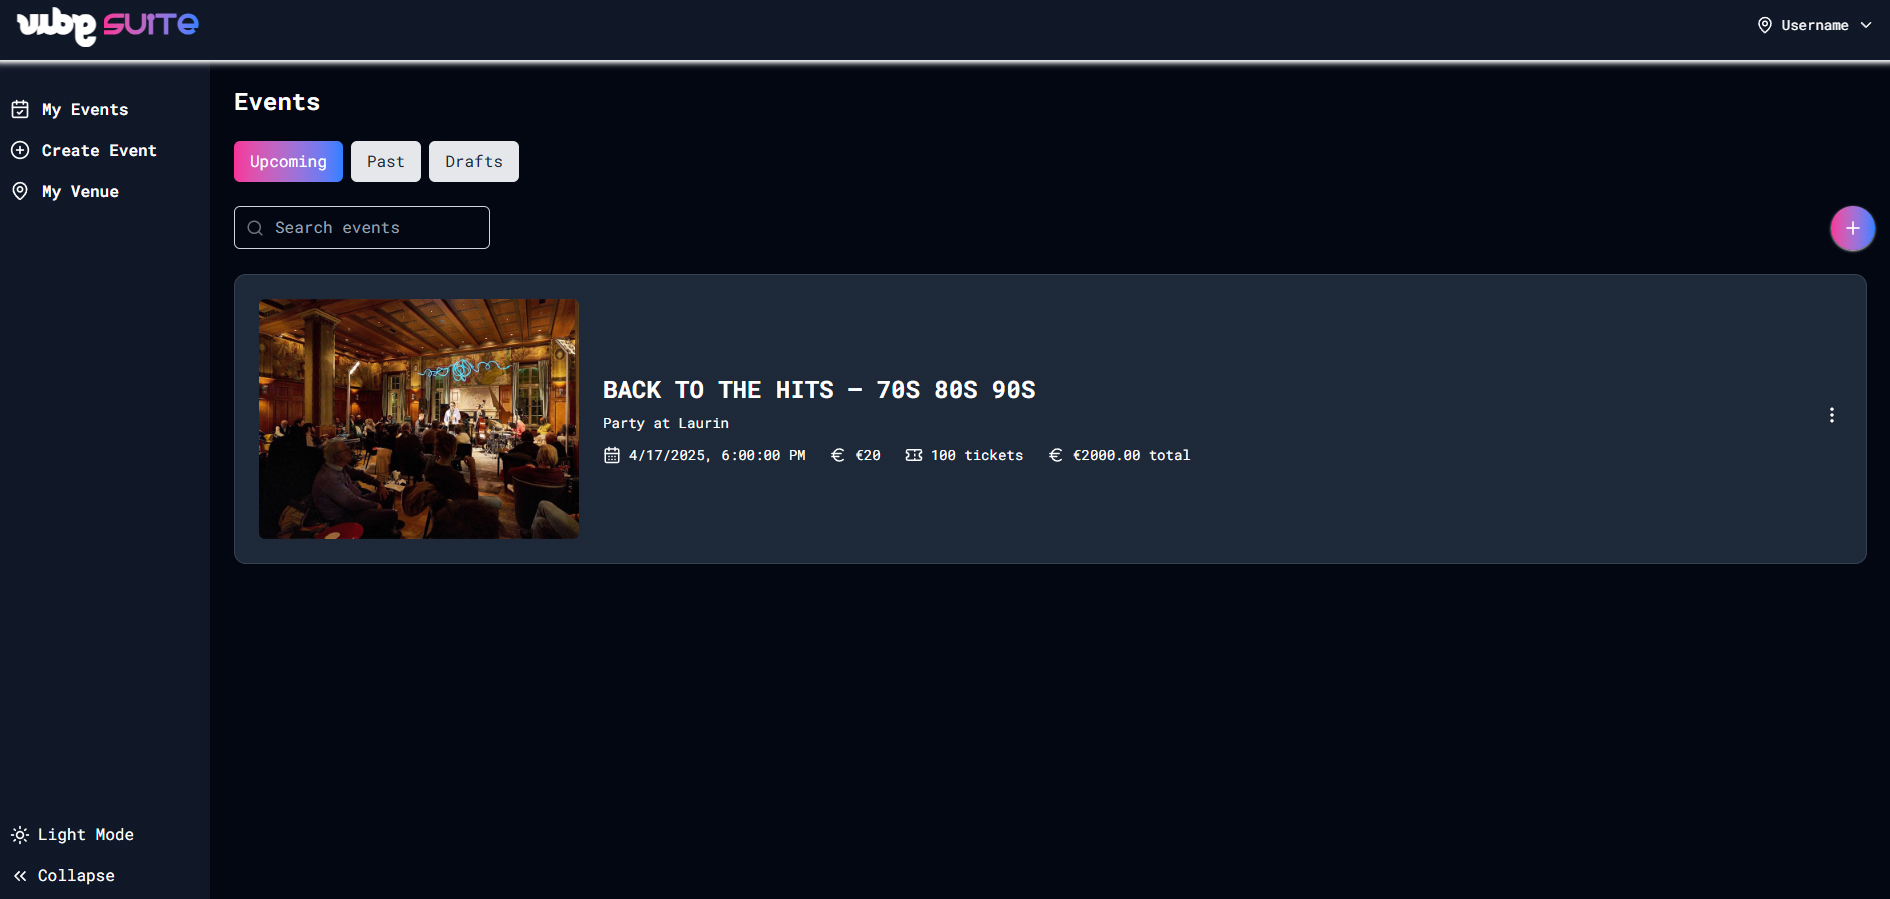 vibe SUITE
Username
My Events
Create Event
My Venue
Events
Upcoming
Past
Drafts
Search events
BACK TO THE HITS – 70S 80S 90S
Party at Laurin
4/17/2025, 6:00:00 PM €20 100 tickets €2000.00 total
Light Mode
Collapse